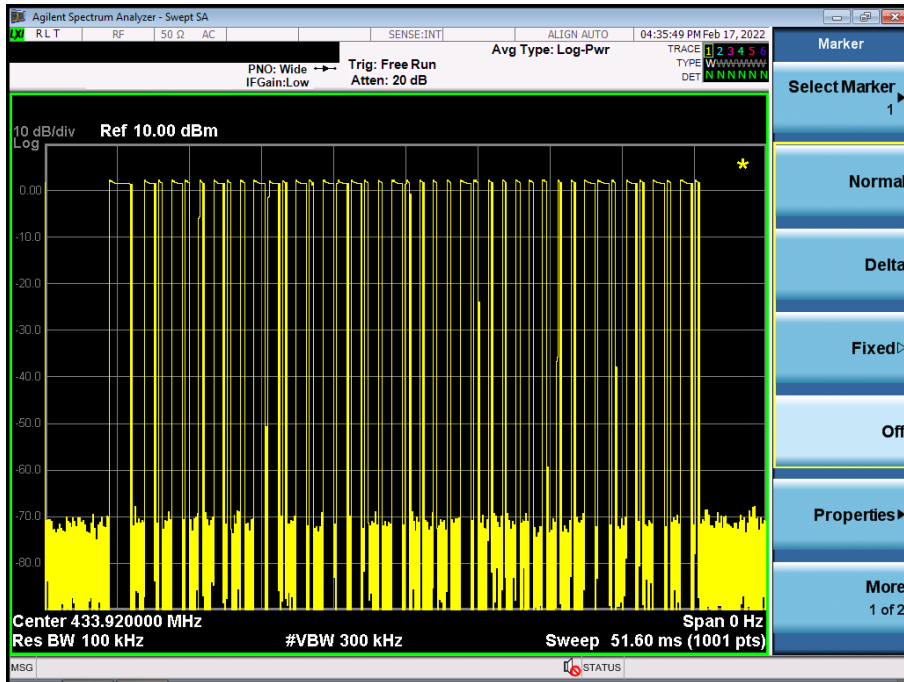 Agilent Spectrum Analyzer - Swept SA
LXI RLT RF 50 Ω AC SENSE:INT ALIGN AUTO 04:35:49 PM Feb 17, 2022
Avg Type: Log-Pwr
TRACE 1 2 3 4 5 6
TYPE WWWWWW
DET N N N N N N
PNO: Wide
IFGain:Low
Trig: Free Run
Atten: 20 dB
10 dB/div
Log
Ref 10.00 dBm
0.00
-10.0
-20.0
-30.0
-40.0
-50.0
-60.0
-70.0
-80.0
Center 433.920000 MHz Span 0 Hz
Res BW 100 kHz #VBW 300 kHz Sweep 51.60 ms (1001 pts)
MSG STATUS
Marker
Select Marker
1
Normal
Delta
Fixed
Off
Properties
More
1 of 2